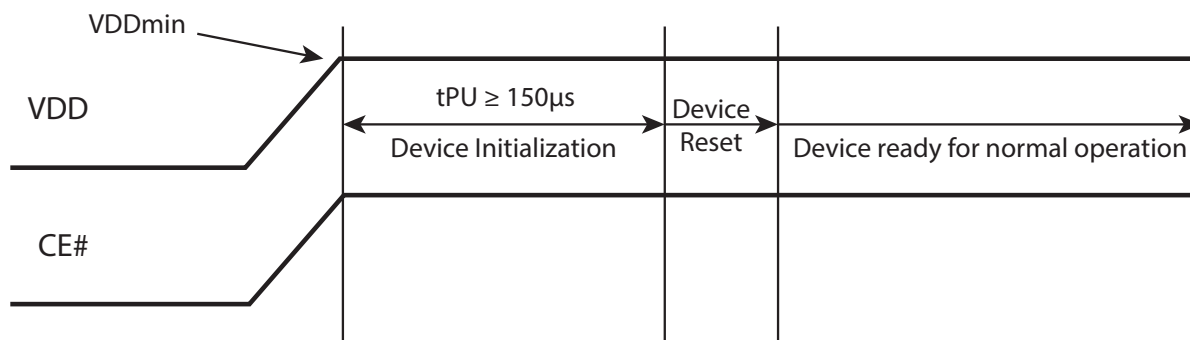 VDDmin
VDD
tPU ≥ 150µs
Device Initialization
Device
Reset
Device ready for normal operation
CE#